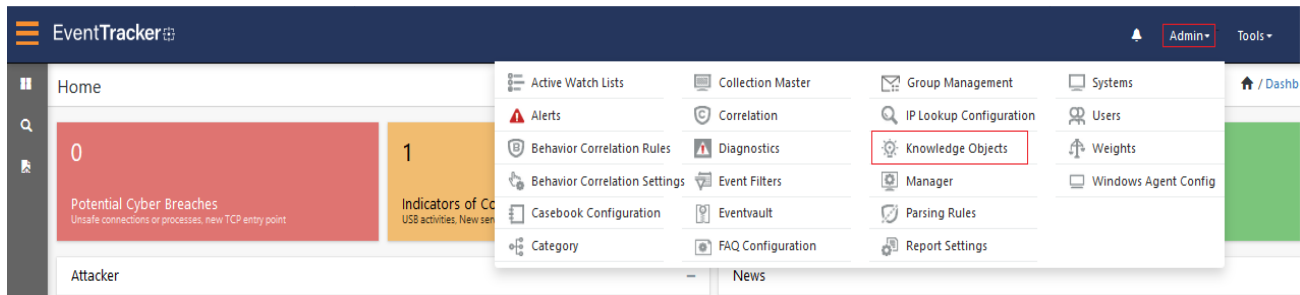 EventTracker
Admin
Tools
Home
/ Dashb
Active Watch Lists
Collection Master
Group Management
Systems
Alerts
Correlation
IP Lookup Configuration
Users
Behavior Correlation Rules
Diagnostics
Knowledge Objects
Weights
Behavior Correlation Settings
Event Filters
Manager
Windows Agent Config
Casebook Configuration
Eventvault
Parsing Rules
Category
FAQ Configuration
Report Settings
0
Potential Cyber Breaches
Unsafe connections or processes, new TCP entry point
1
Indicators of Co
USB activities, New ser
Attacker
News